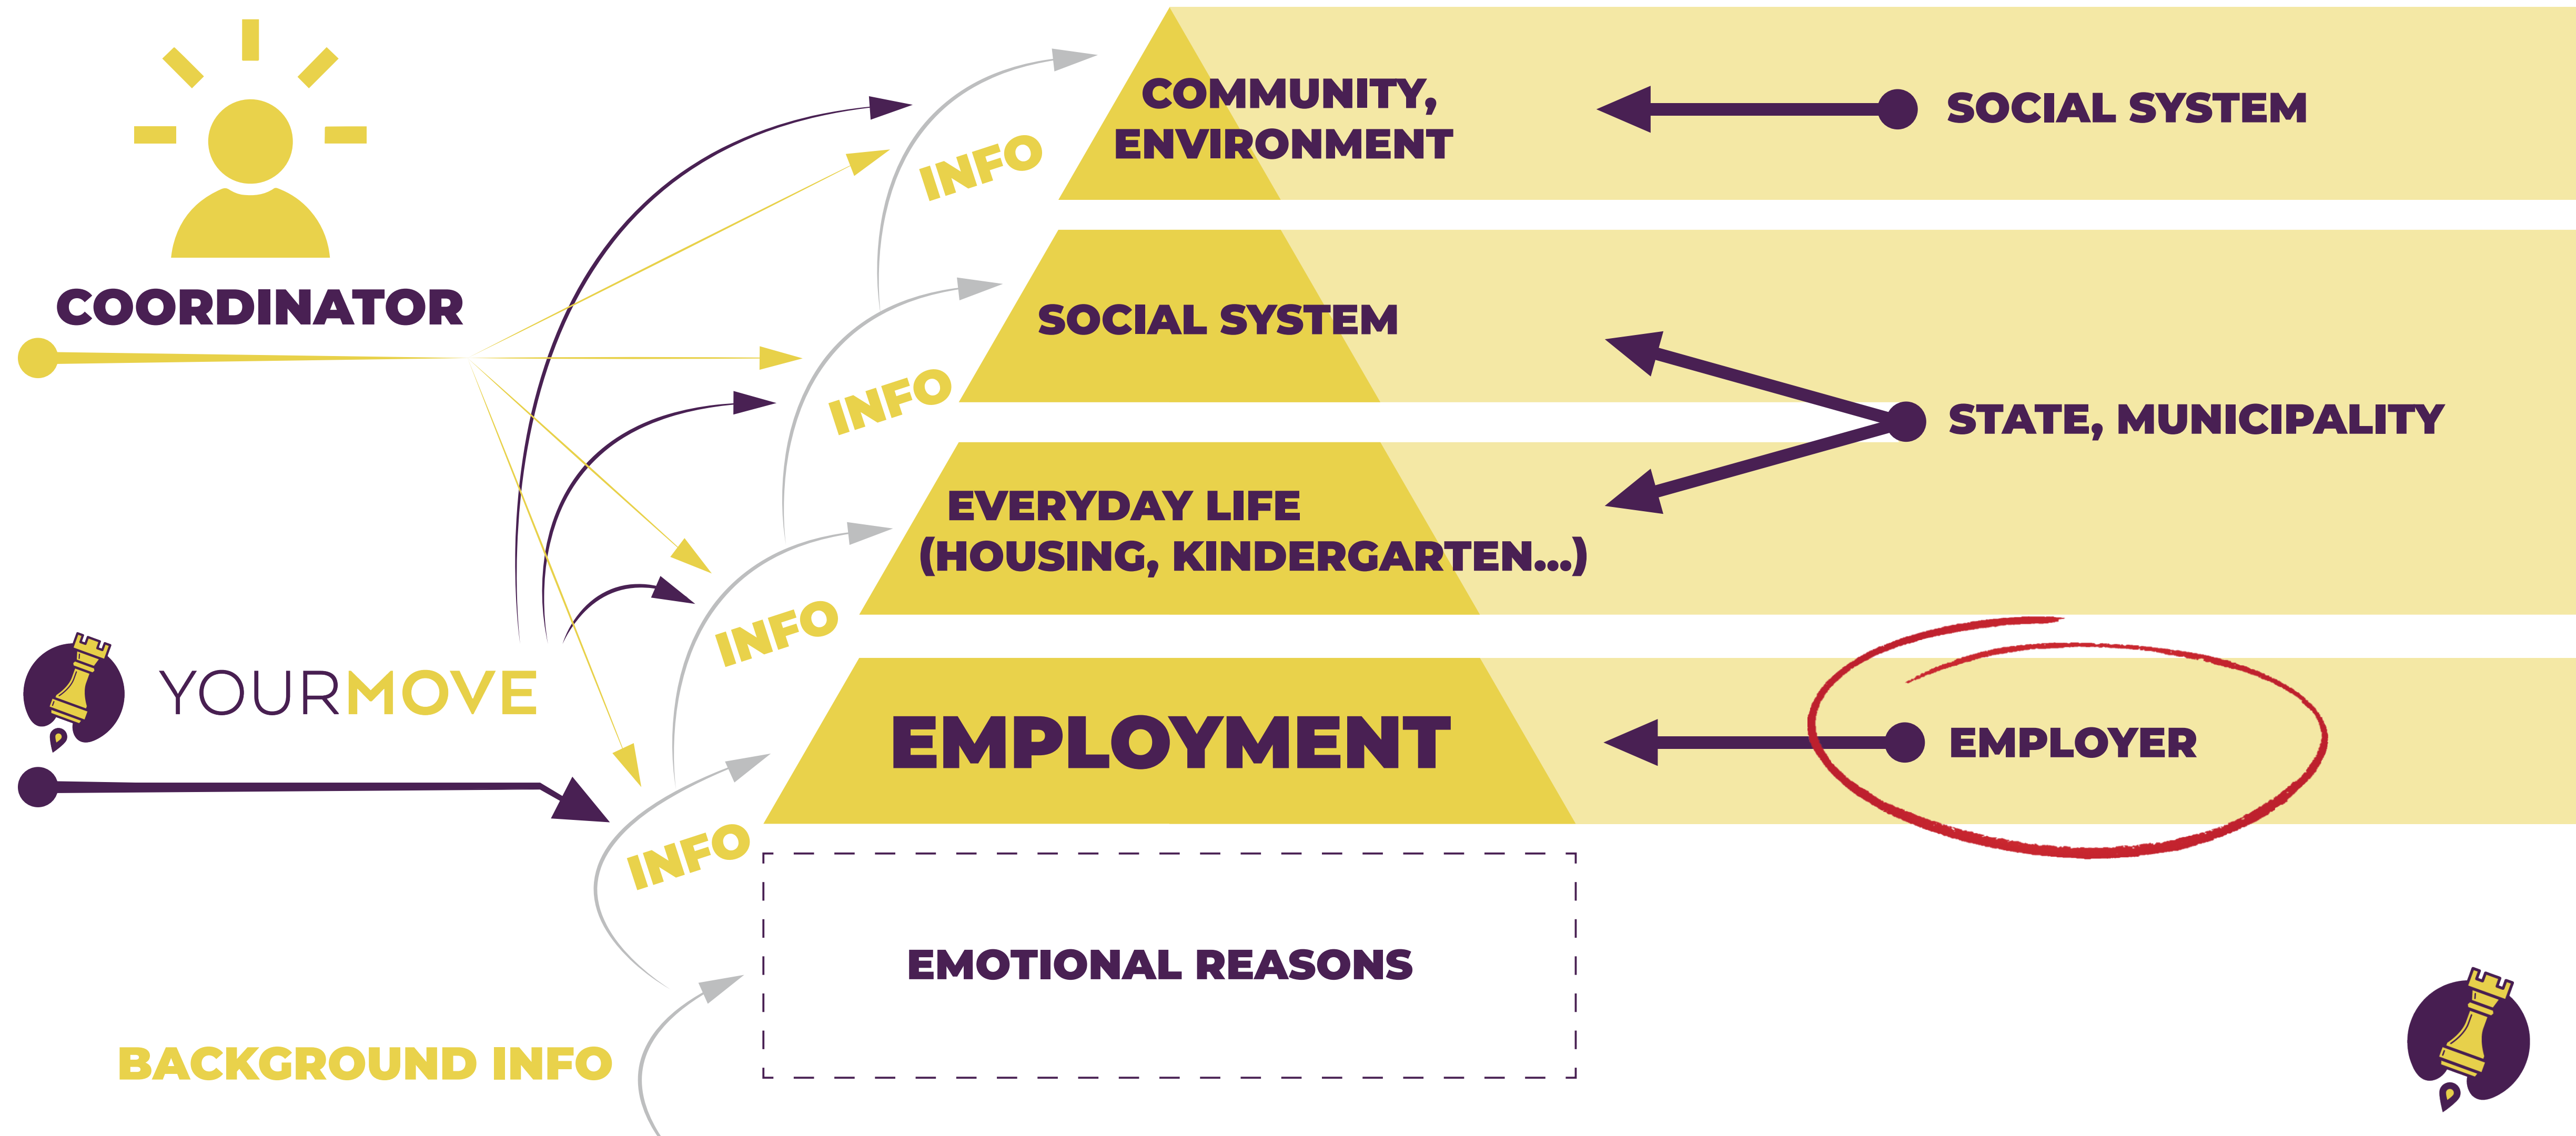 COORDINATOR
YOURMOVE
BACKGROUND INFO
INFO
INFO
INFO
INFO
COMMUNITY,
ENVIRONMENT
SOCIAL SYSTEM
EVERYDAY LIFE
(HOUSING, KINDERGARTEN...)
EMPLOYMENT
EMOTIONAL REASONS
SOCIAL SYSTEM
STATE, MUNICIPALITY
EMPLOYER